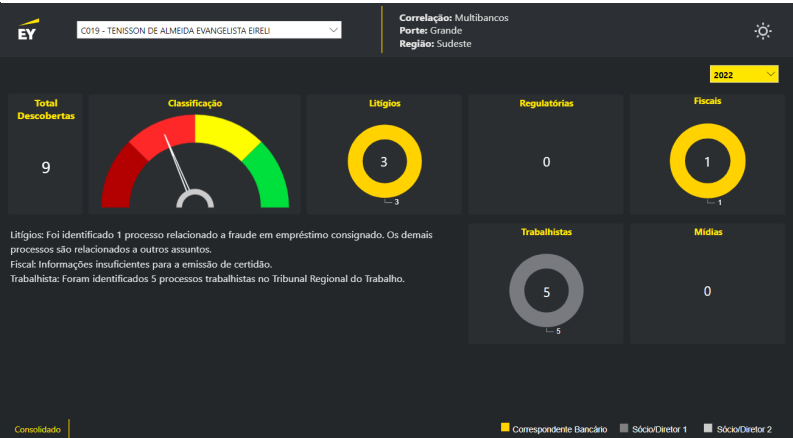 EY
C019 - TENISSON DE ALMEIDA EVANGELISTA EIRELI
Correlação: Multibancos
Porte: Grande
Região: Sudeste
2022
Total
Descobertas
9
Classificação
Litígios
3
3
Regulatórias
0
Fiscais
1
1
Litígios: Foi identificado 1 processo relacionado a fraude em empréstimo consignado. Os demais
processos são relacionados a outros assuntos.
Fiscal: Informações insuficientes para a emissão de certidão.
Trabalhista: Foram identificados 5 processos trabalhistas no Tribunal Regional do Trabalho.
Trabalhistas
5
5
Mídias
0
Consolidado
Correspondente Bancário
Sócio/Diretor 1
Sócio/Diretor 2